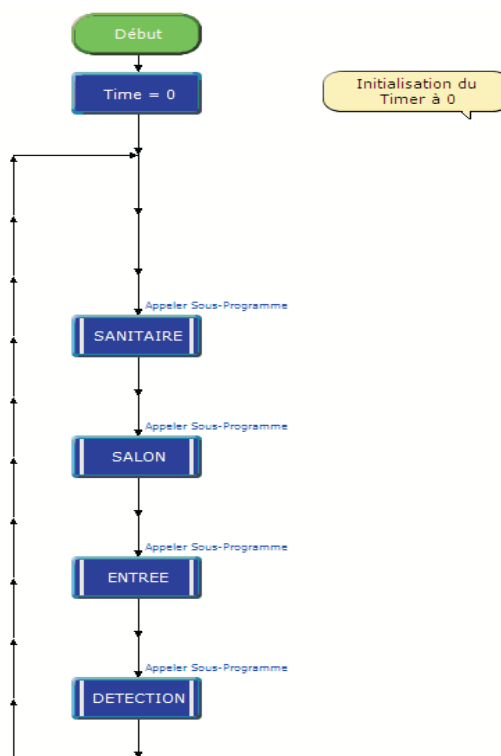 Début
Time = 0
Initialisation du
Timer à 0
Appeler Sous-Programme
SANITAIRE
Appeler Sous-Programme
SALON
Appeler Sous-Programme
ENTREE
Appeler Sous-Programme
DETECTION